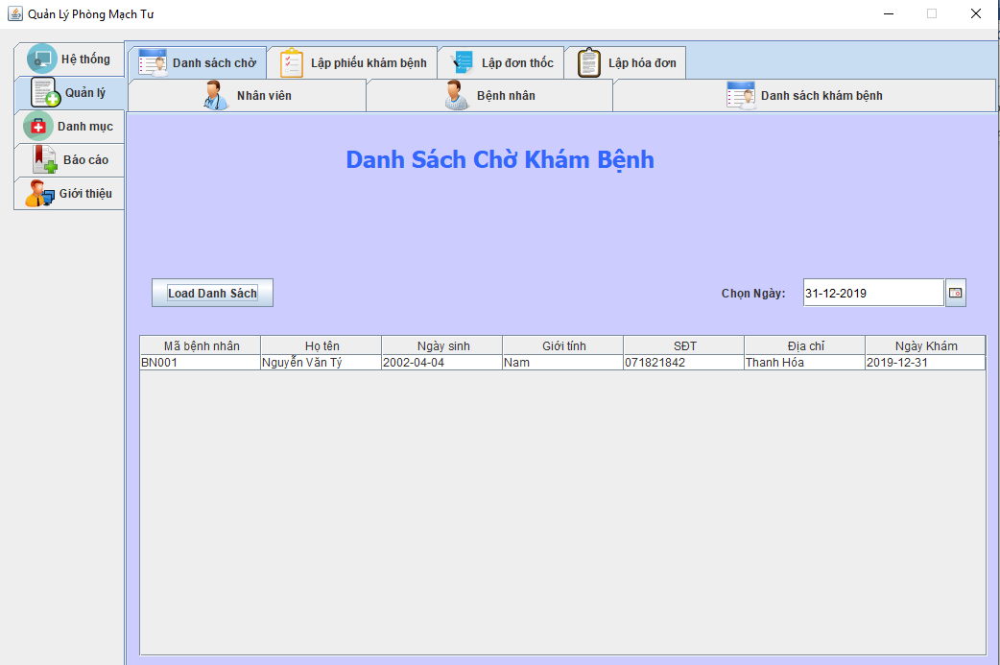 Quản Lý Phòng Mạch Tư
Hệ thống
Quản lý
Danh mục
Báo cáo
Giới thiệu
Danh sách chờ
Lập phiếu khám bệnh
Lập đơn thốc
Lập hóa đơn
Nhân viên
Bệnh nhân
Danh sách khám bệnh
Danh Sách Chờ Khám Bệnh
Load Danh Sách
Chọn Ngày: 31-12-2019
Mã bệnh nhân Họ tên Ngày sinh Giới tính SĐT Địa chỉ Ngày Khám
BN001 Nguyễn Văn Tý 2002-04-04 Nam 071821842 Thanh Hóa 2019-12-31